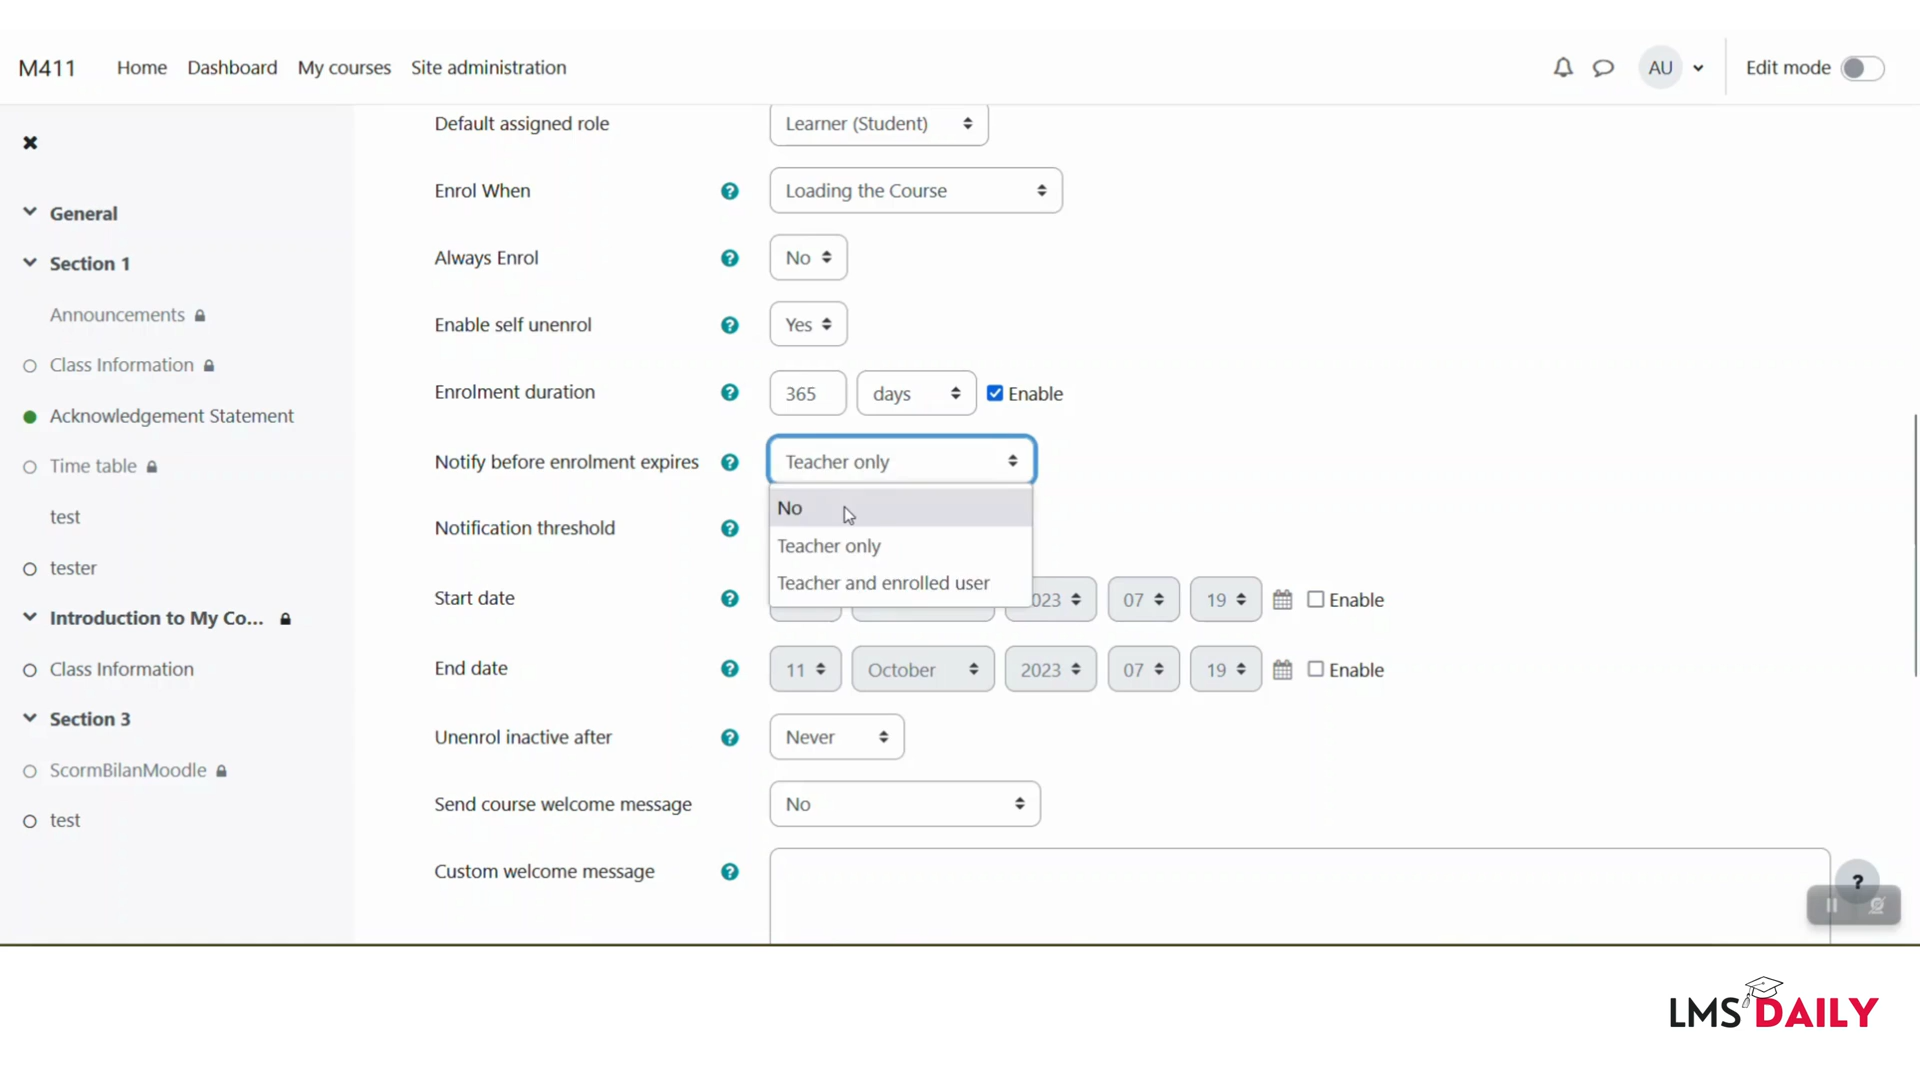 M411 Home Dashboard My courses Site administration AU Edit mode
General
Section 1
Announcements
Class Information
Acknowledgement Statement
Time table
test
tester
Introduction to My Co...
Class Information
Section 3
ScormBilanMoodle
test
Default assigned role Learner (Student)
Enrol When ? Loading the Course
Always Enrol ? No
Enable self unenrol ? Yes
Enrolment duration ? 365 days Enable
Notify before enrolment expires ? Teacher only
No
Teacher only
Teacher and enrolled user
Notification threshold ?
Start date ? 023 07 19 Enable
End date ? 11 October 2023 07 19 Enable
Unenrol inactive after ? Never
Send course welcome message No
Custom welcome message ?
?
LMS DAILY